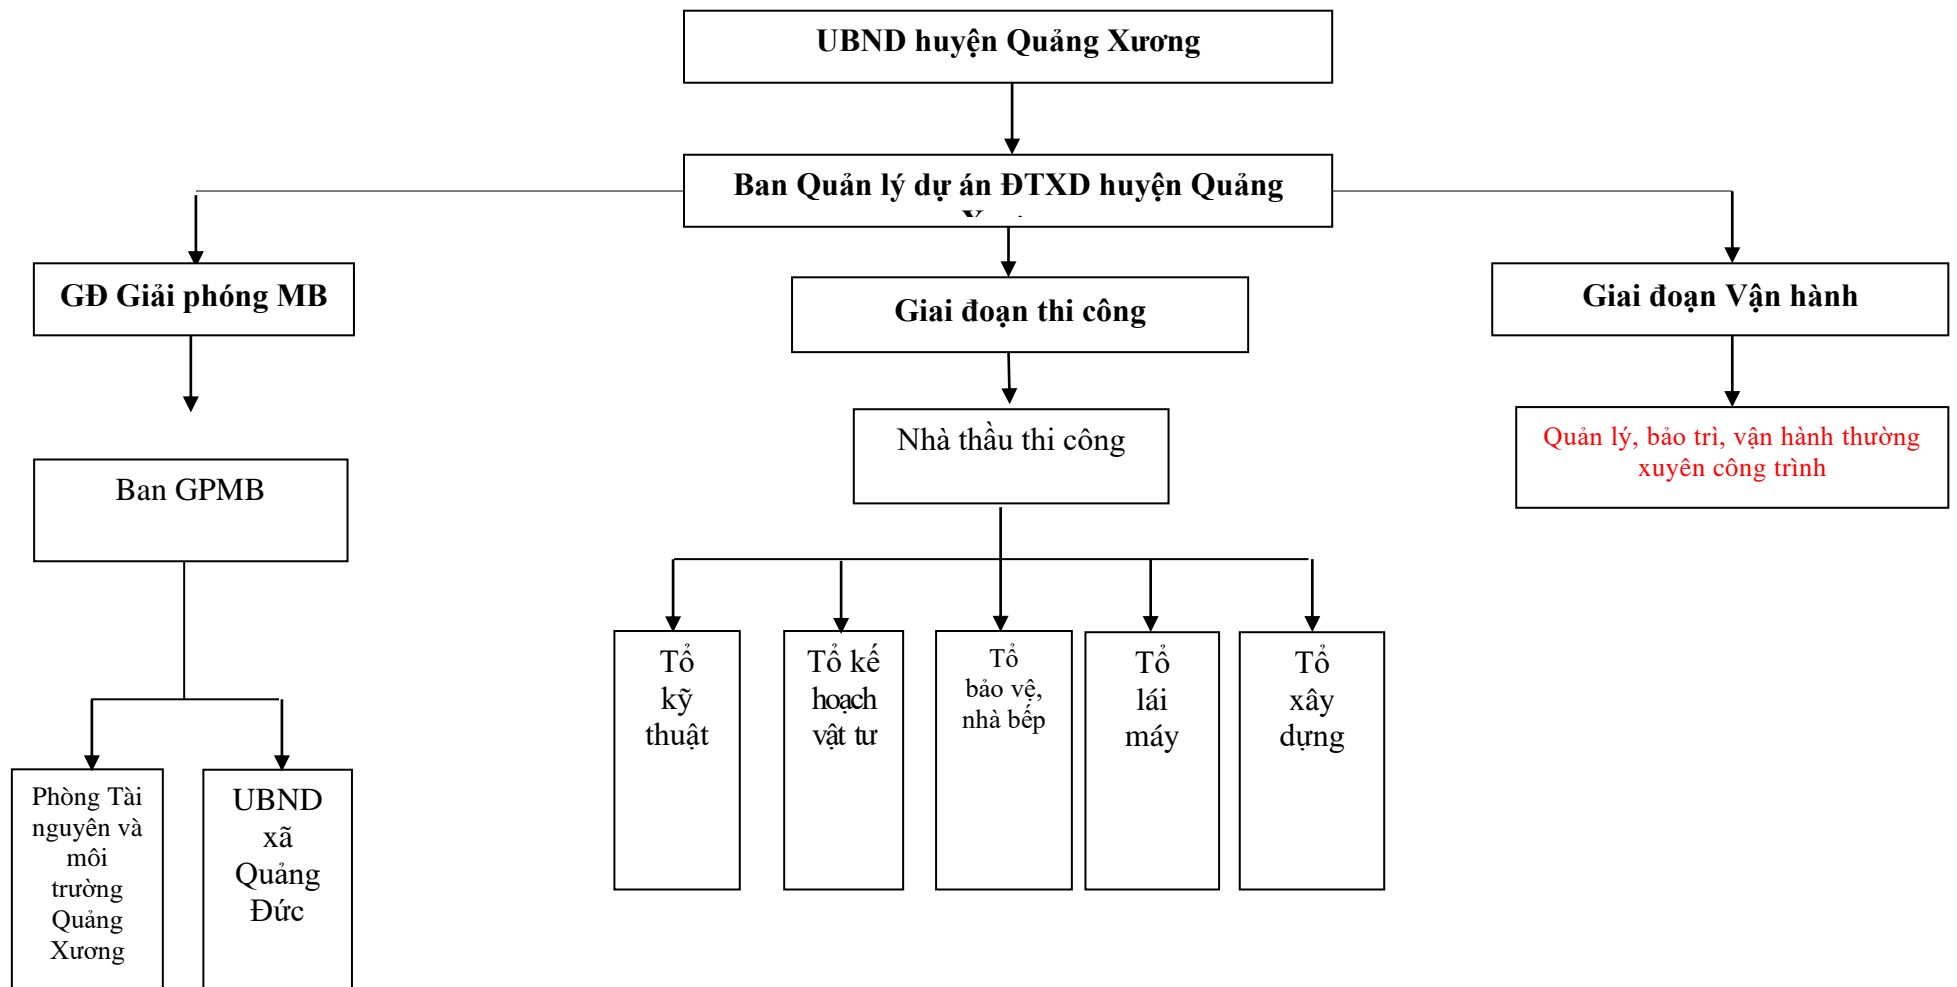 UBND huyện Quảng Xương
Ban Quản lý dự án ĐTXD huyện Quảng
GĐ Giải phóng MB
Giai đoạn thi công
Giai đoạn Vận hành
Nhà thầu thi công
Quản lý, bảo trì, vận hành thường
xuyên công trình
Ban GPMB
Tổ
kỹ
thuật
Tổ kế
hoạch
vật tư
Tổ
bảo vệ,
nhà bếp
Tổ
lái
máy
Tổ
xây
dựng
Phòng Tài
nguyên và
môi
trường
Quảng
Xương
UBND
xã
Quảng
Đức